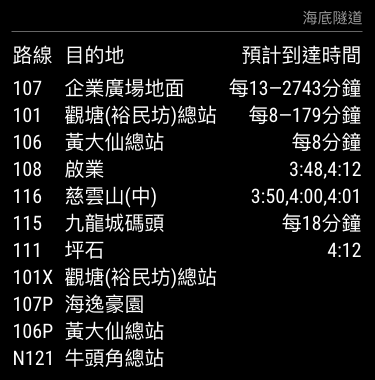 海底隧道
路線 目的地 預計到達時間
107 企業廣場地面 每13–2743分鐘
101 觀塘(裕民坊)總站 每8–179分鐘
106 黃大仙總站 每8分鐘
108 啟業 3:48,4:12
116 慈雲山(中) 3:50,4:00,4:01
115 九龍城碼頭 每18分鐘
111 坪石 4:12
101X 觀塘(裕民坊)總站
107P 海逸豪園
106P 黃大仙總站
N121 牛頭角總站